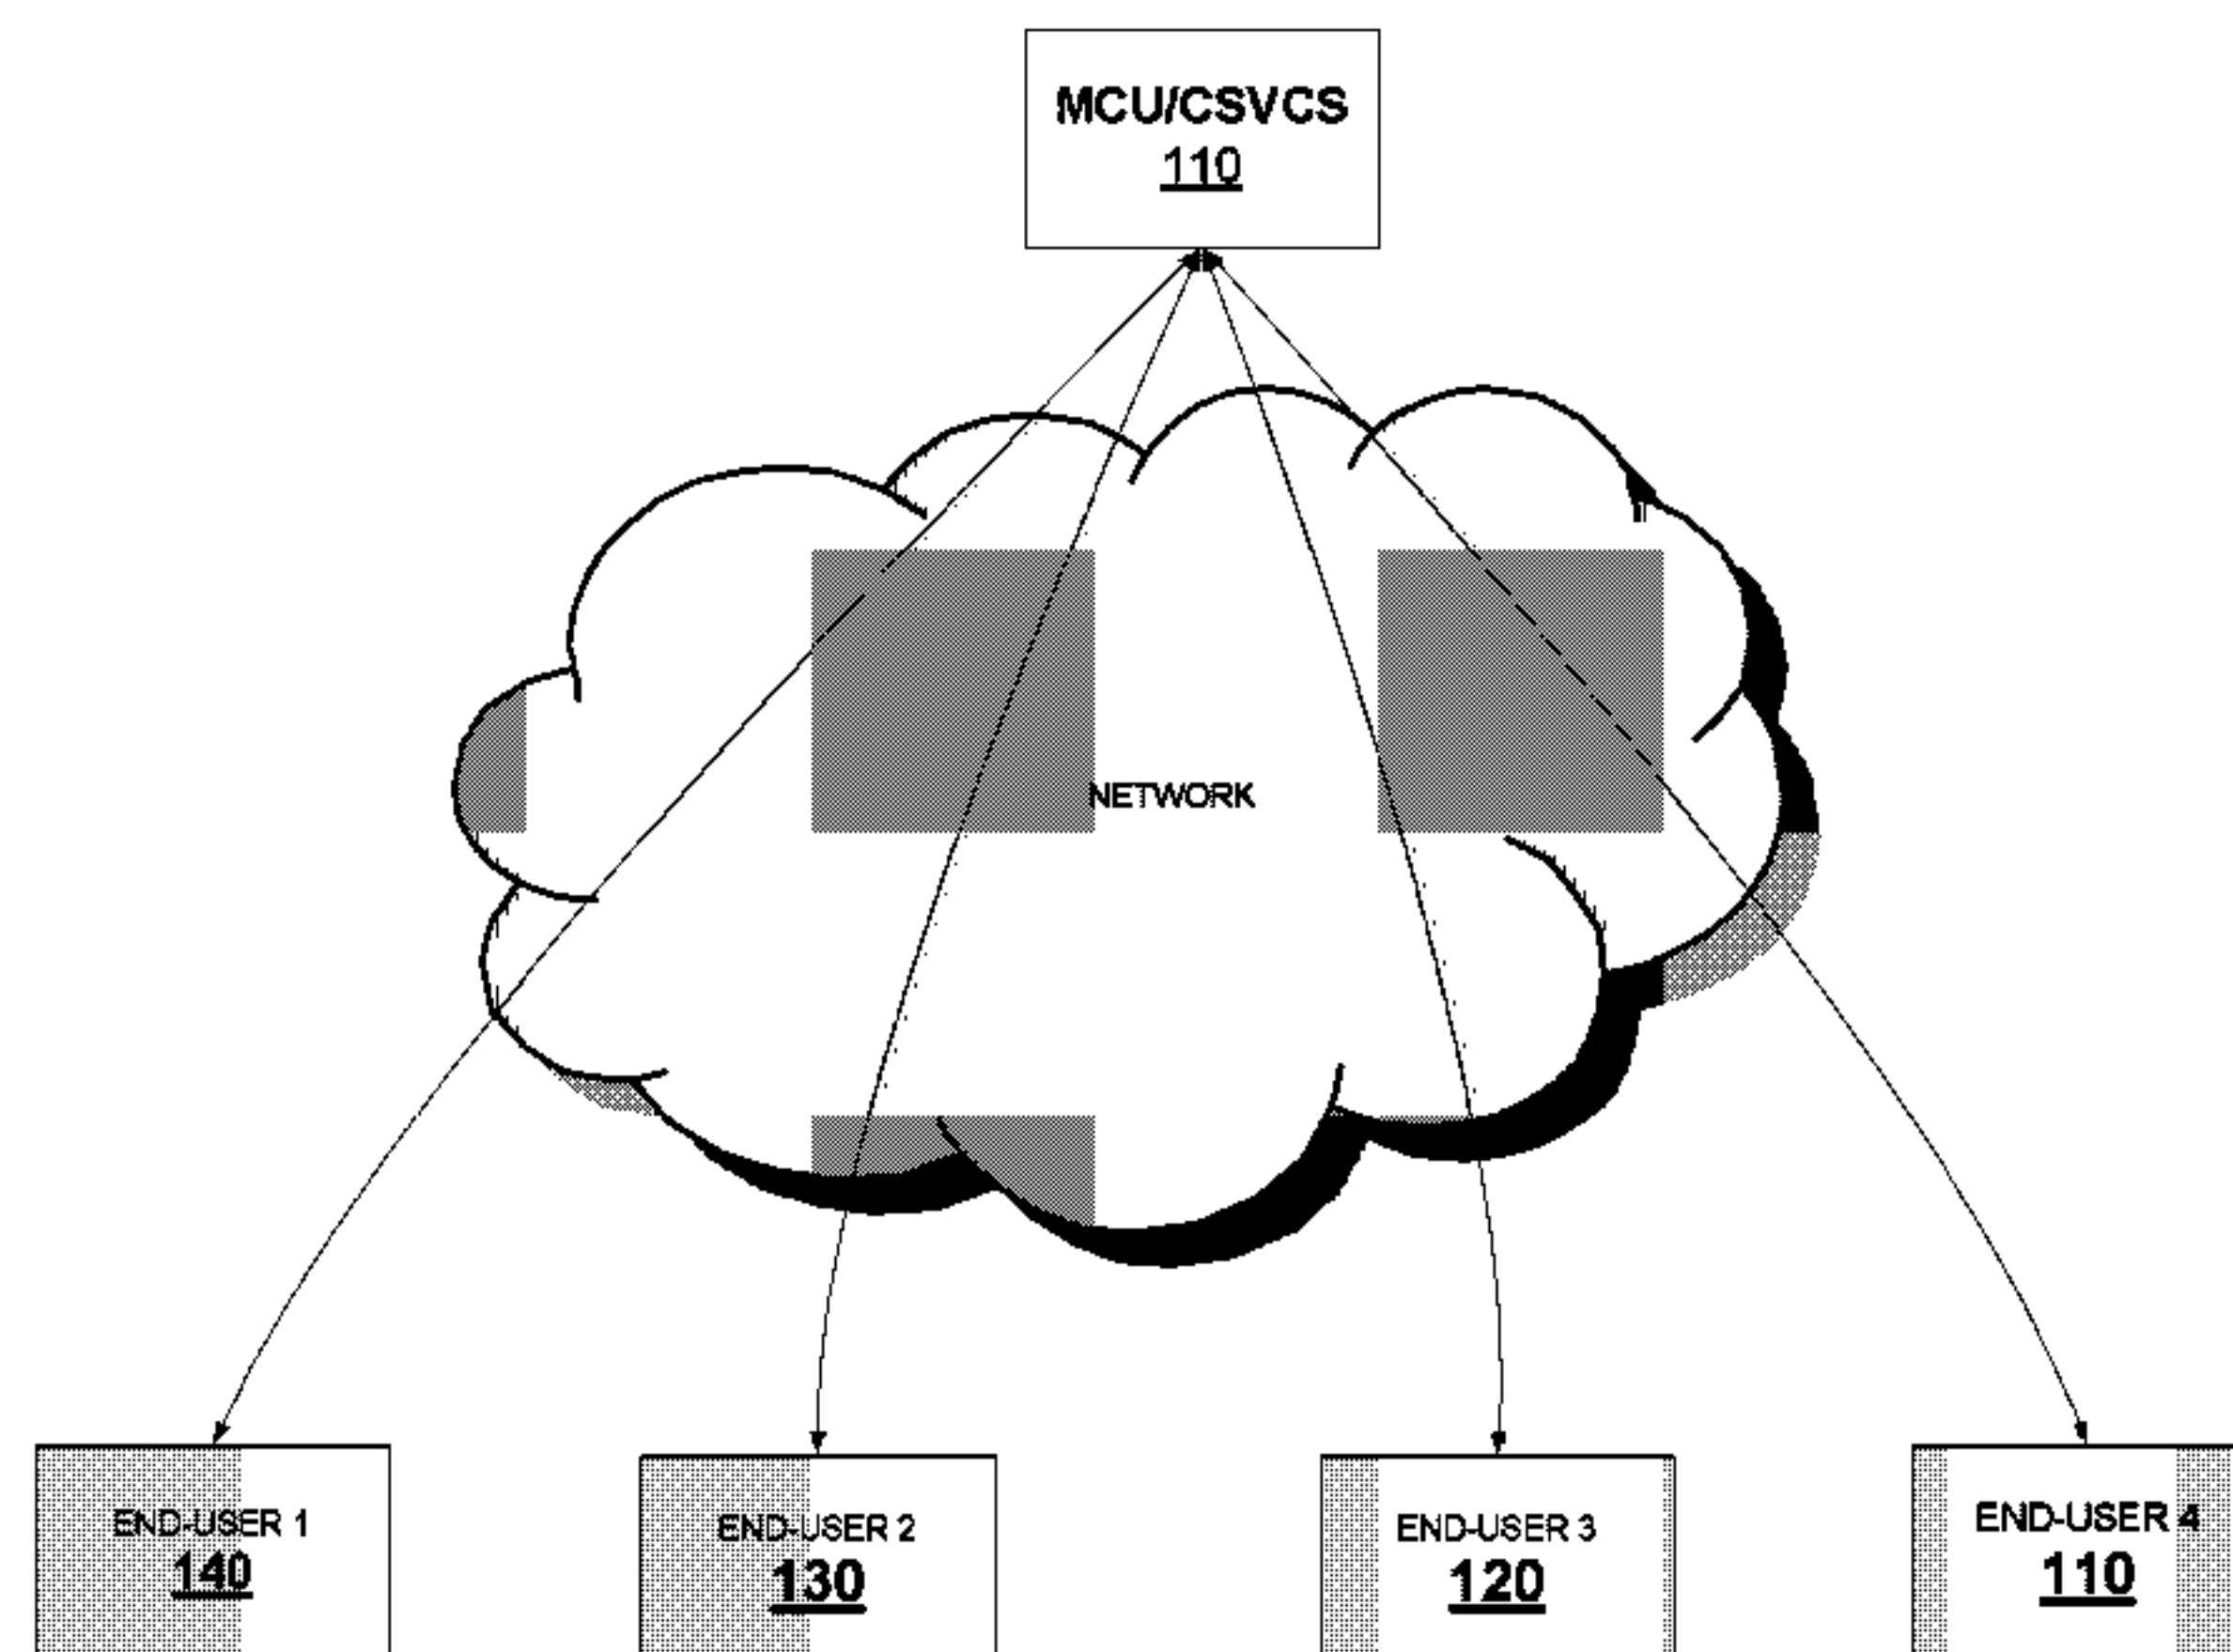 MCU/CSVCS
110
NETWORK
END-USER 1
140
END-USER 2
130
END-USER 3
120
END-USER 4
110